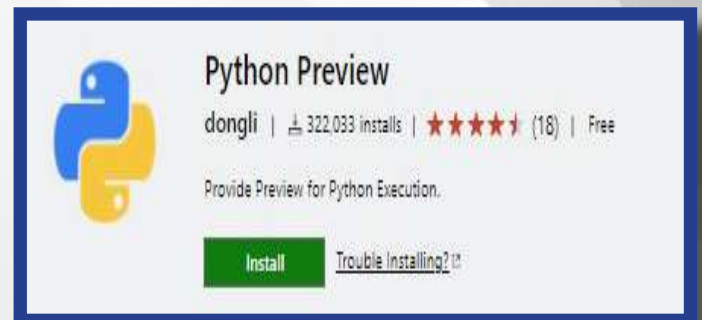 Python Preview
dongli | 322,033 installs | ★★★★⯨ (18) | Free
Provide Preview for Python Execution.
Install Trouble Installing?